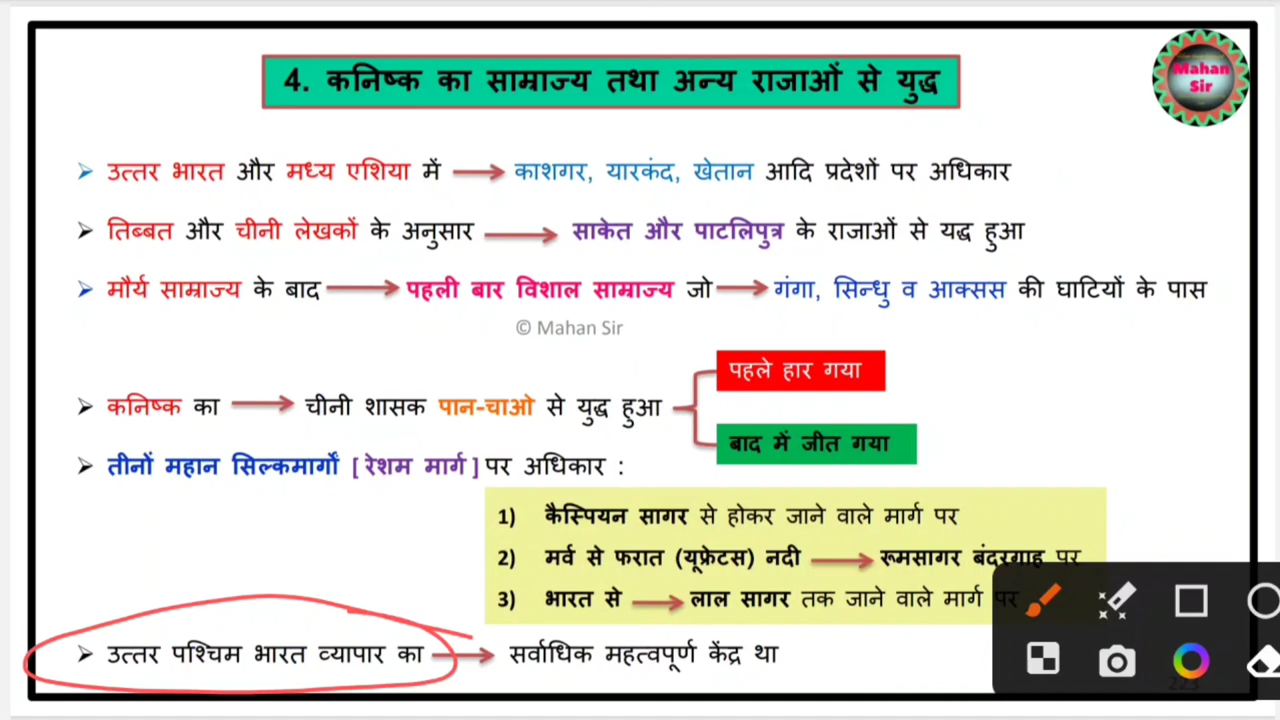 4. कनिष्क का साम्राज्य तथा अन्य राजाओं से युद्ध
Mahan
Sir
उत्तर भारत और मध्य एशिया में → काशगर, यारकंद, खेतान आदि प्रदेशों पर अधिकार
तिब्बत और चीनी लेखकों के अनुसार → साकेत और पाटलिपुत्र के राजाओं से यद्ध हुआ
मौर्य साम्राज्य के बाद → पहली बार विशाल साम्राज्य जो → गंगा, सिन्धु व आक्सस की घाटियों के पास
© Mahan Sir
पहले हार गया
कनिष्क का → चीनी शासक पान-चाओ से युद्ध हुआ
बाद में जीत गया
तीनों महान सिल्कमार्गों [रेशम मार्ग] पर अधिकार :
1) कैस्पियन सागर से होकर जाने वाले मार्ग पर
2) मर्व से फरात (यूफ्रेटस) नदी → रूमसागर बंदरगाह पर
3) भारत से → लाल सागर तक जाने वाले मार्ग पर
उत्तर पश्चिम भारत व्यापार का → सर्वाधिक महत्वपूर्ण केंद्र था
223